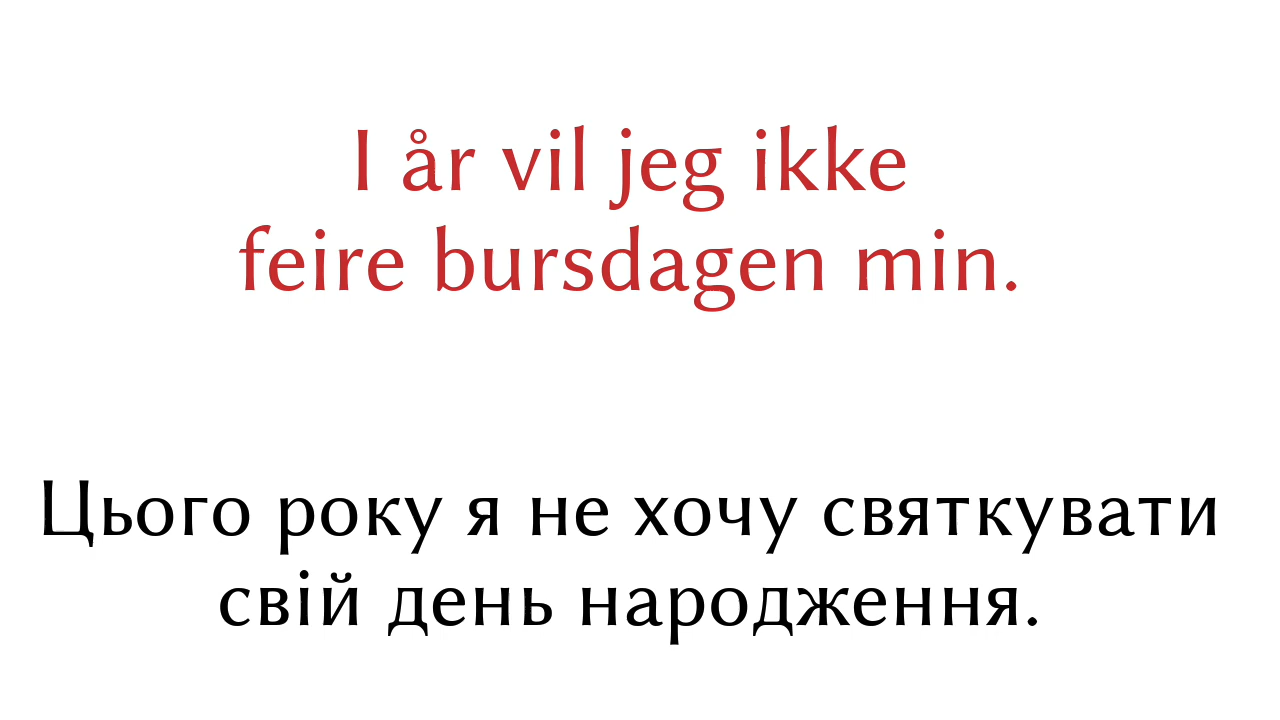 I år vil jeg ikke
feire bursdagen min.
Цього року я не хочу святкувати
свій день народження.